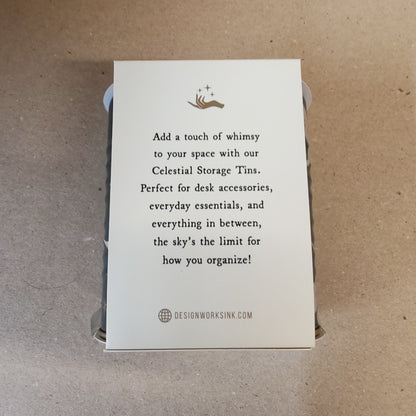 Add a touch of whimsy
to your space with our
Celestial Storage Tins.
Perfect for desk accessories,
everyday essentials, and
everything in between,
the sky's the limit for
how you organize!
DESIGNWORKSINK.COM